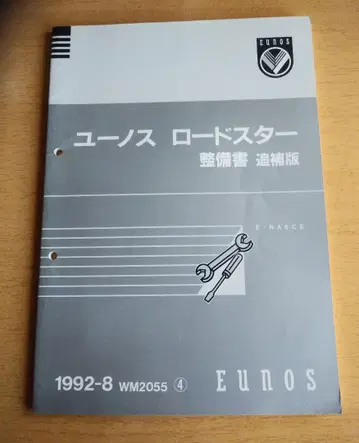 EUNOS
ユーノス ロードスター
整備書 追補版
E-NA6CE
1992-8 WM2055 ④
EUNOS